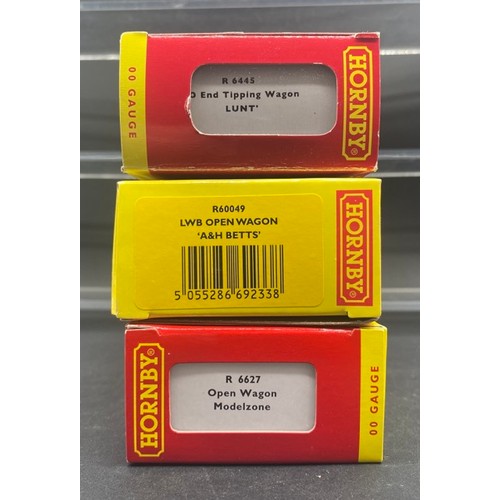 00 GAUGE
R 6445
End Tipping Wagon
LUNT'
HORNBY®
R60049
LWB OPEN WAGON
'A&H BETTS'
5 055286 692338
HORNBY®
HORNBY®
R 6627
Open Wagon
Modelzone
00 GAUGE